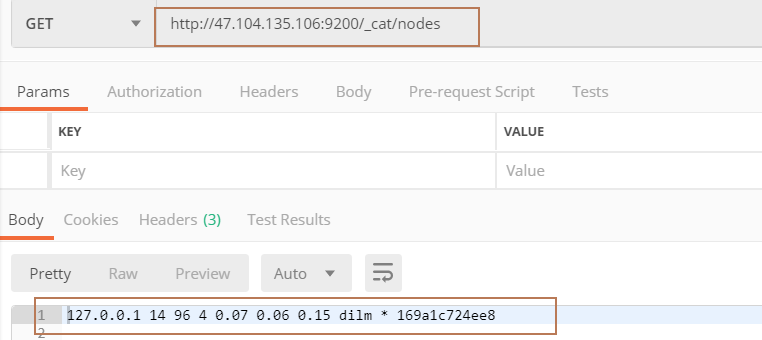 GET http://47.104.135.106:9200/_cat/nodes
Params Authorization Headers Body Pre-request Script Tests
KEY VALUE
Key Value
Body Cookies Headers (3) Test Results
Pretty Raw Preview Auto
1 127.0.0.1 14 96 4 0.07 0.06 0.15 dilm * 169a1c724ee8
2